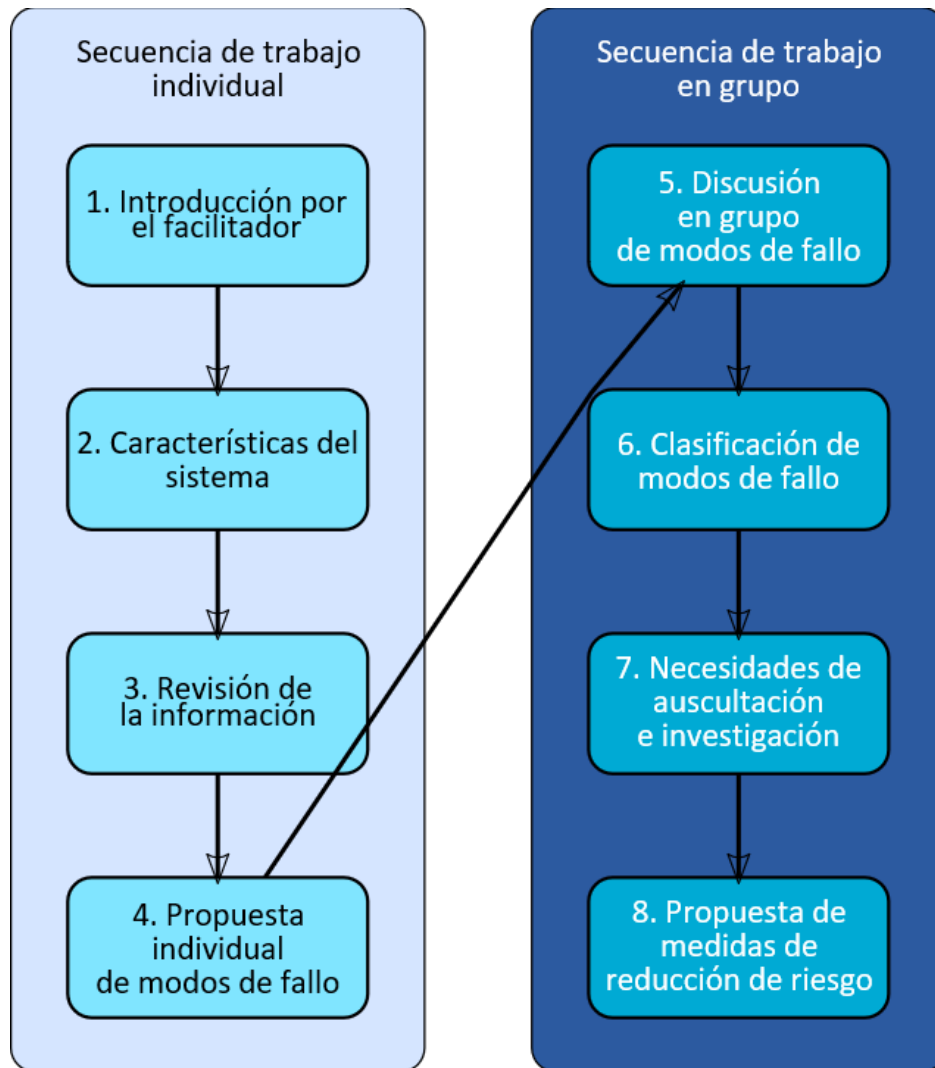 Secuencia de trabajo
individual
1. Introducción por
el facilitador
2. Características del
sistema
3. Revisión de
la información
4. Propuesta
individual
de modos de fallo
Secuencia de trabajo
en grupo
5. Discusión
en grupo
de modos de fallo
6. Clasificación de
modos de fallo
7. Necesidades de
auscultación
e investigación
8. Propuesta de
medidas de
reducción de riesgo